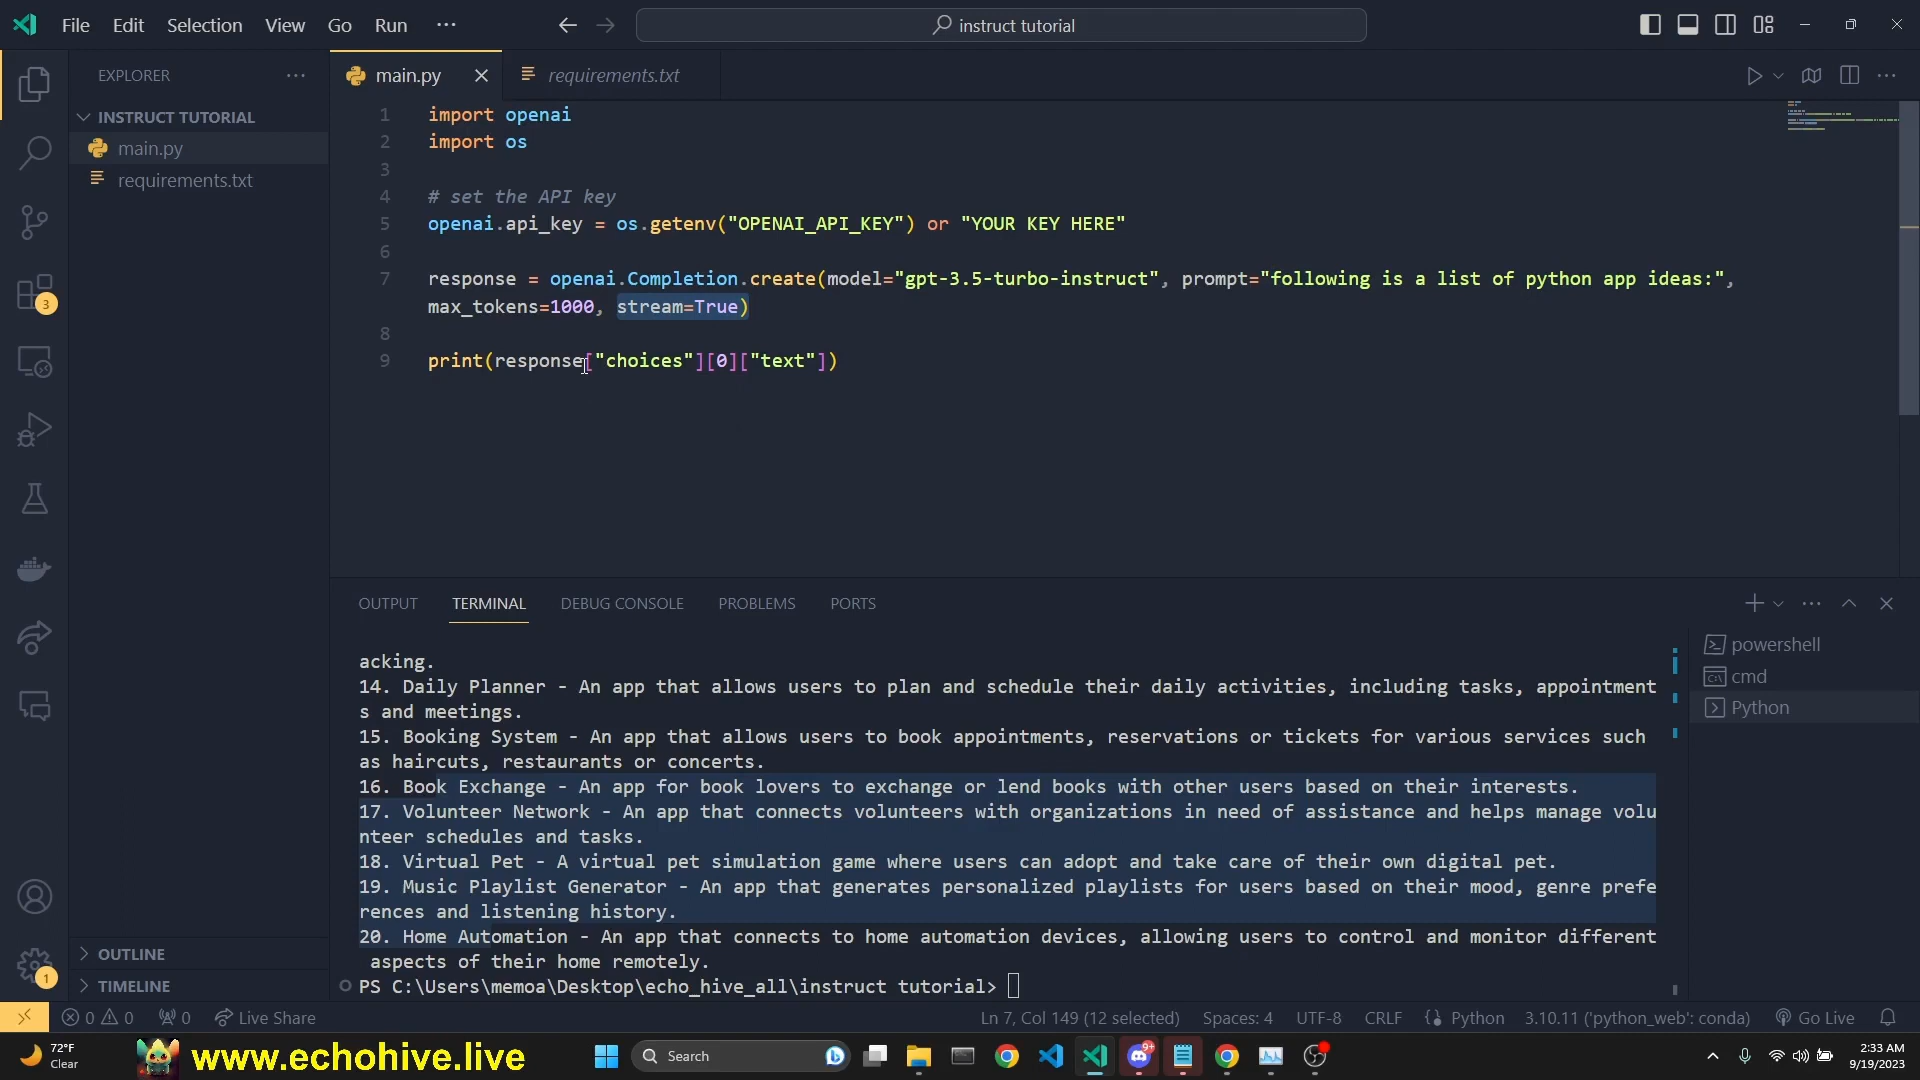 File Edit Selection View Go Run ···
instruct tutorial
EXPLORER ···
INSTRUCT TUTORIAL
main.py
requirements.txt
OUTLINE
TIMELINE
3
1
main.py
requirements.txt
1 import openai
2 import os
3
4 # set the API key
5 openai.api_key = os.getenv("OPENAI_API_KEY") or "YOUR KEY HERE"
6
7 response = openai.Completion.create(model="gpt-3.5-turbo-instruct", prompt="following is a list of python app ideas:",
max_tokens=1000, stream=True)
8
9 print(response["choices"][0]["text"])
OUTPUT TERMINAL DEBUG CONSOLE PROBLEMS PORTS
acking.
14. Daily Planner - An app that allows users to plan and schedule their daily activities, including tasks, appointment
s and meetings.
15. Booking System - An app that allows users to book appointments, reservations or tickets for various services such
as haircuts, restaurants or concerts.
16. Book Exchange - An app for book lovers to exchange or lend books with other users based on their interests.
17. Volunteer Network - An app that connects volunteers with organizations in need of assistance and helps manage volu
nteer schedules and tasks.
18. Virtual Pet - A virtual pet simulation game where users can adopt and take care of their own digital pet.
19. Music Playlist Generator - An app that generates personalized playlists for users based on their mood, genre prefe
rences and listening history.
20. Home Automation - An app that connects to home automation devices, allowing users to control and monitor different
aspects of their home remotely.
PS C:\Users\memoa\Desktop\echo_hive_all\instruct tutorial>
powershell
cmd
Python
0 0 0 Live Share Ln 7, Col 149 (12 selected) Spaces: 4 UTF-8 CRLF Python 3.10.11 ('python_web': conda) Go Live
72°F
Clear
www.echohive.live
Search
9+
2:33 AM
9/19/2023